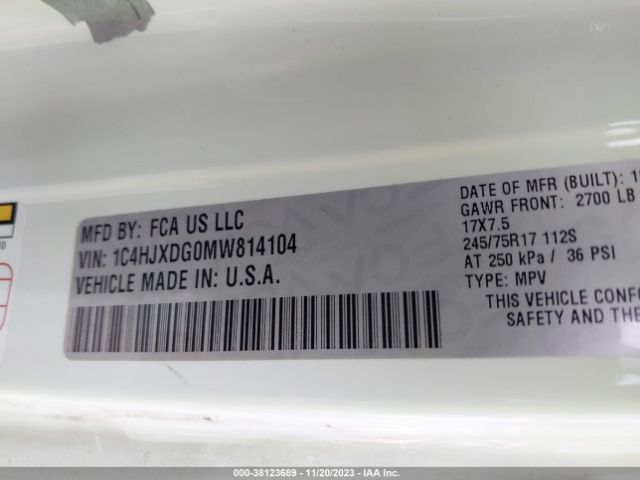 MFD BY: FCA US LLC
VIN: 1C4HJXDG0MW814104
VEHICLE MADE IN: U.S.A.
DATE OF MFR (BUILT):
GAWR FRONT: 2700 LB
17X7.5
245/75R17 112S
AT 250 kPa / 36 PSI
TYPE: MPV
THIS VEHICLE
SAFETY AND
000-38123689 - 11/20/2023 - IAA Inc.